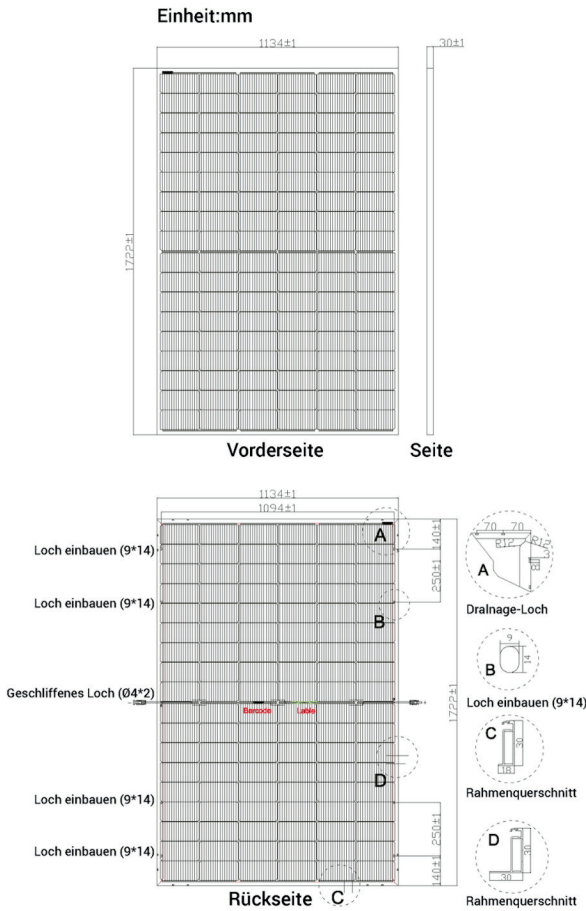 Einheit:mm
1134±1
30±1
1722±1
Vorderseite
Seite
1134±1
1094±1
A
140±1
Loch einbauen (9*14)
250±1
Loch einbauen (9*14)
B
Geschliffenes Loch (Ø4*2)
Barcode
Lable
1722±1
D
Loch einbauen (9*14)
250±1
Loch einbauen (9*14)
140±1
Rückseite
C
70
70
R12
A
Dralnage-Loch
9
14
B
Loch einbauen (9*14)
C
30
18
Rahmenquerschnitt
D
30
30
Rahmenquerschnitt